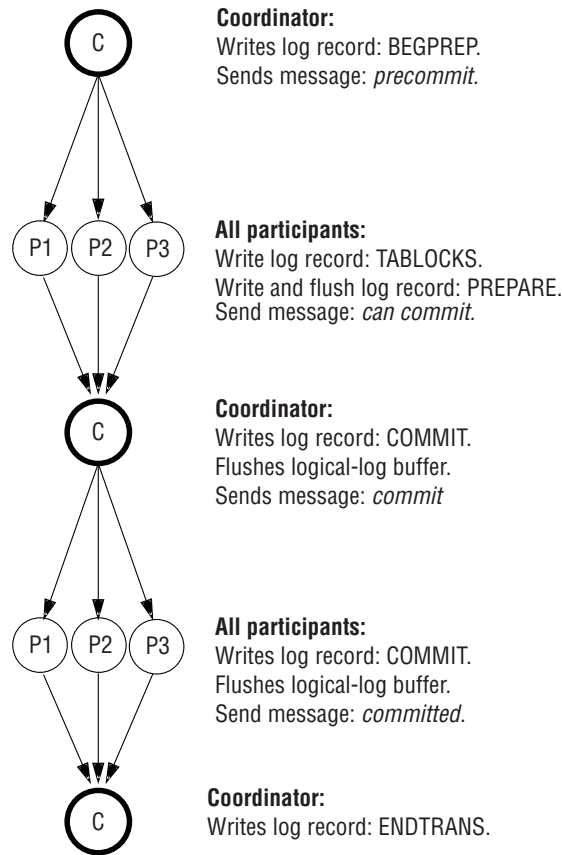 C
Coordinator:
Writes log record: BEGPREP.
Sends message: precommit.
P1 P2 P3
All participants:
Write log record: TABLOCKS.
Write and flush log record: PREPARE.
Send message: can commit.
C
Coordinator:
Writes log record: COMMIT.
Flushes logical-log buffer.
Sends message: commit
P1 P2 P3
All participants:
Writes log record: COMMIT.
Flushes logical-log buffer.
Send message: committed.
C
Coordinator:
Writes log record: ENDTRANS.